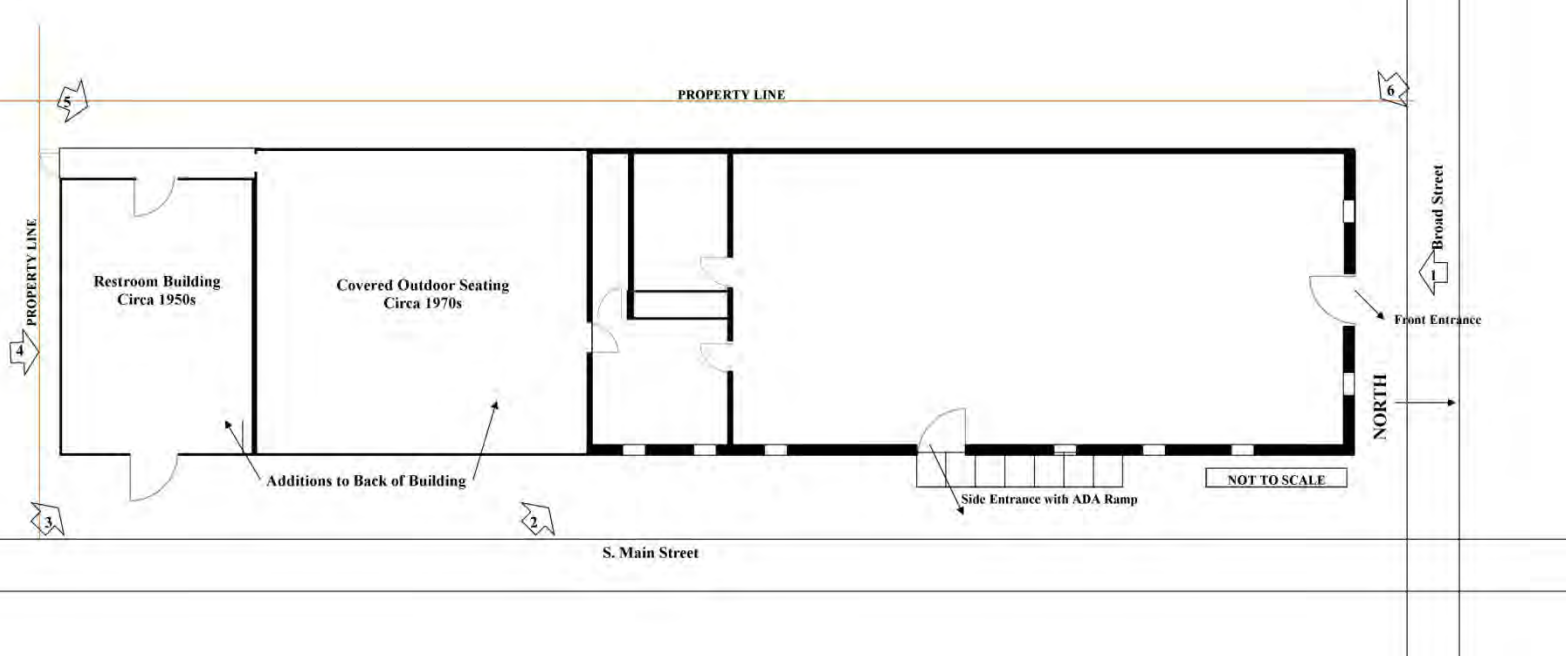 PROPERTY LINE
5
6
Broad Street
PROPERTY LINE
1
Restroom Building
Circa 1950s
Covered Outdoor Seating
Circa 1970s
Front Entrance
4
NORTH
Additions to Back of Building
NOT TO SCALE
Side Entrance with ADA Ramp
3
2
S. Main Street